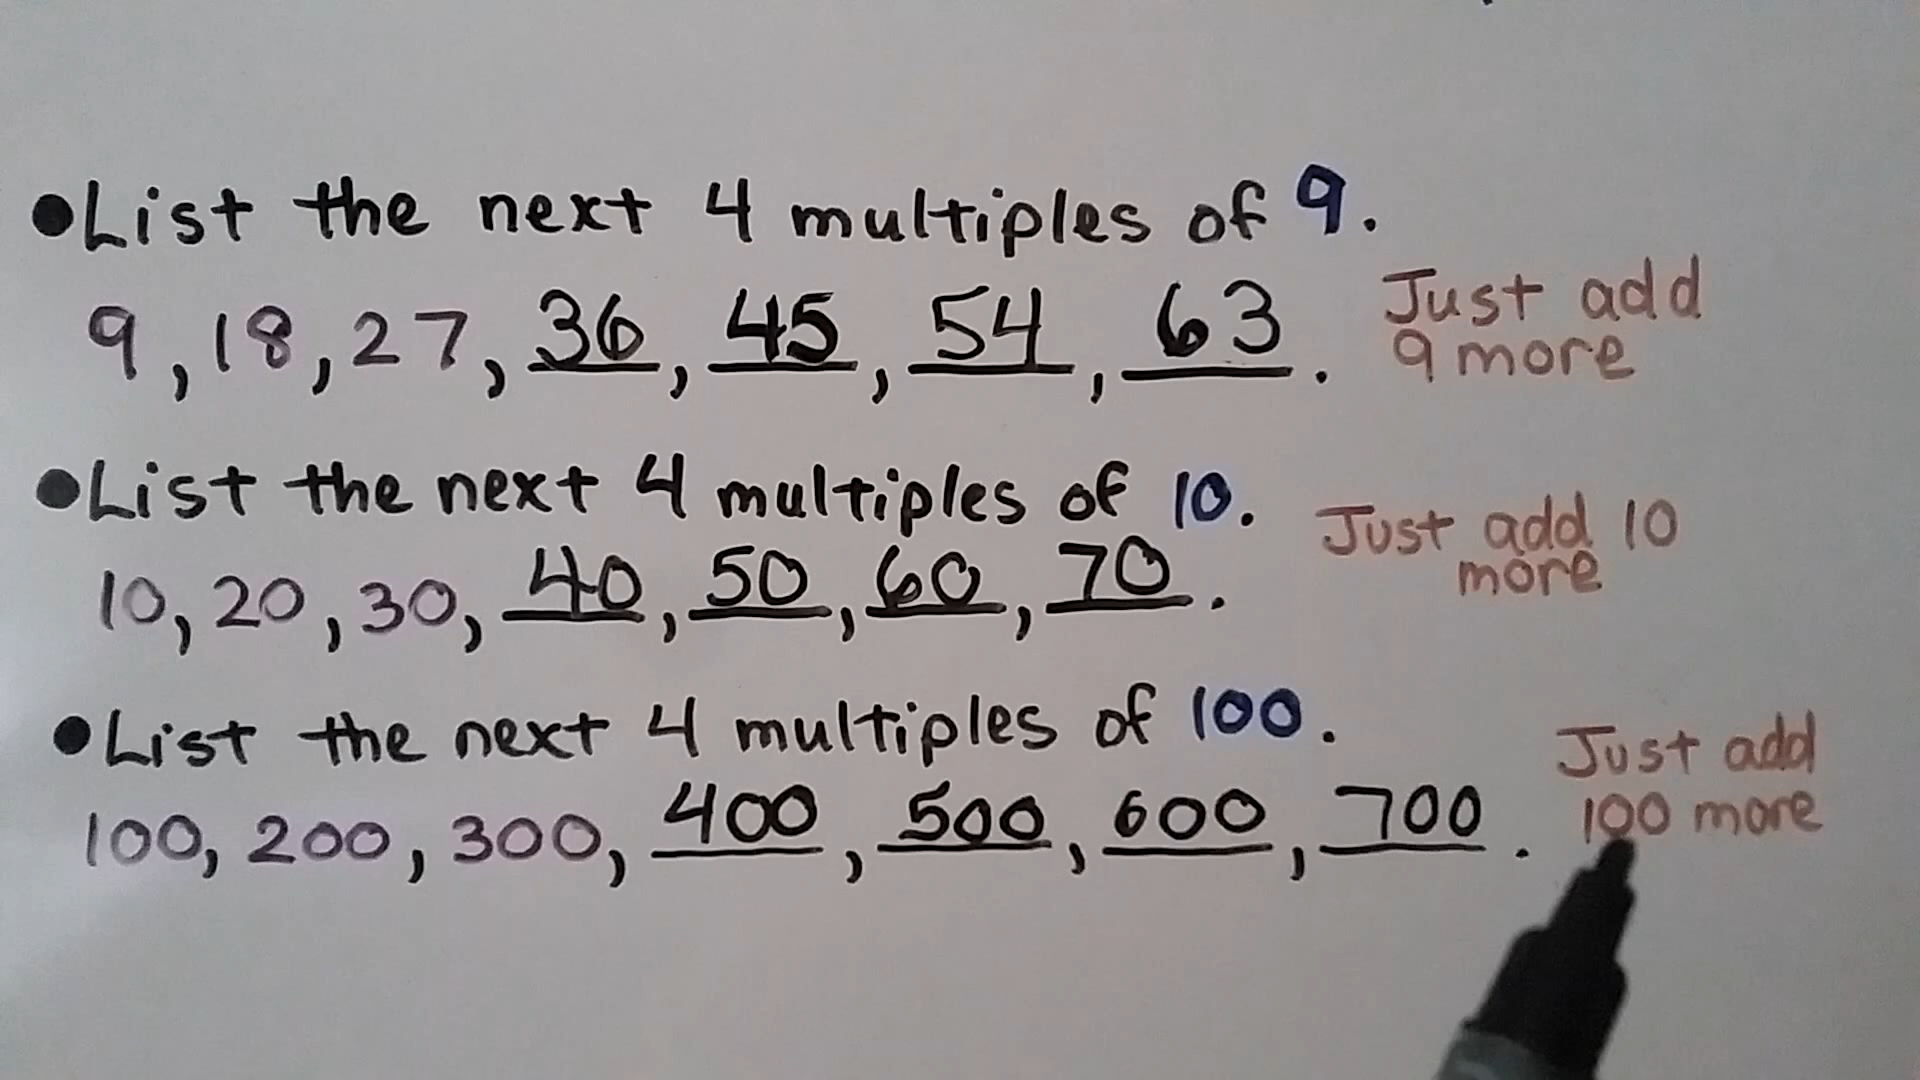 •List the next 4 multiples of 9.
9, 18, 27, 36, 45, 54, 63.
Just add
9 more
•List the next 4 multiples of 10.
10, 20, 30, 40, 50, 60, 70.
Just add 10
more
•List the next 4 multiples of 100.
100, 200, 300, 400, 500, 600, 700.
Just add
100 more